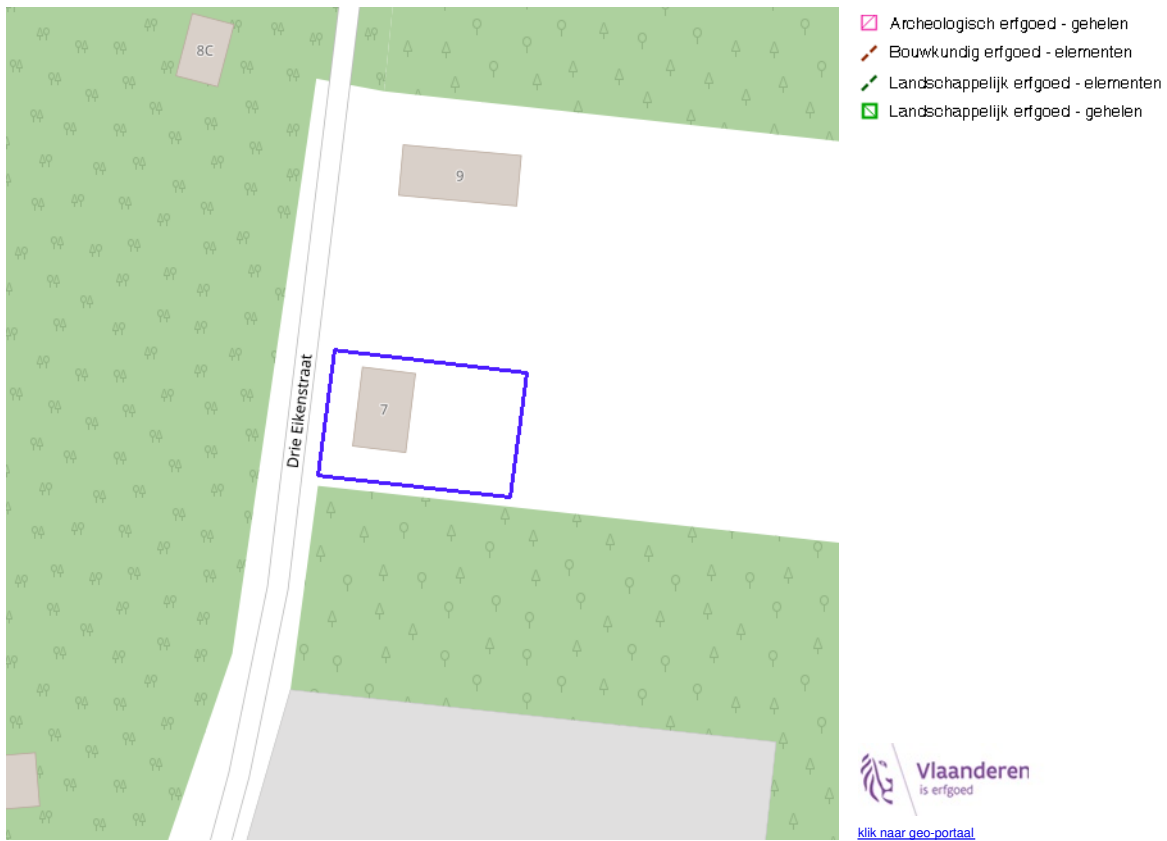 8C
9
7
Drie Eikenstraat
Archeologisch erfgoed - gehelen
Bouwkundig erfgoed - elementen
Landschappelijk erfgoed - elementen
Landschappelijk erfgoed - gehelen
Vlaanderen
is erfgoed
klik naar geo-portaal